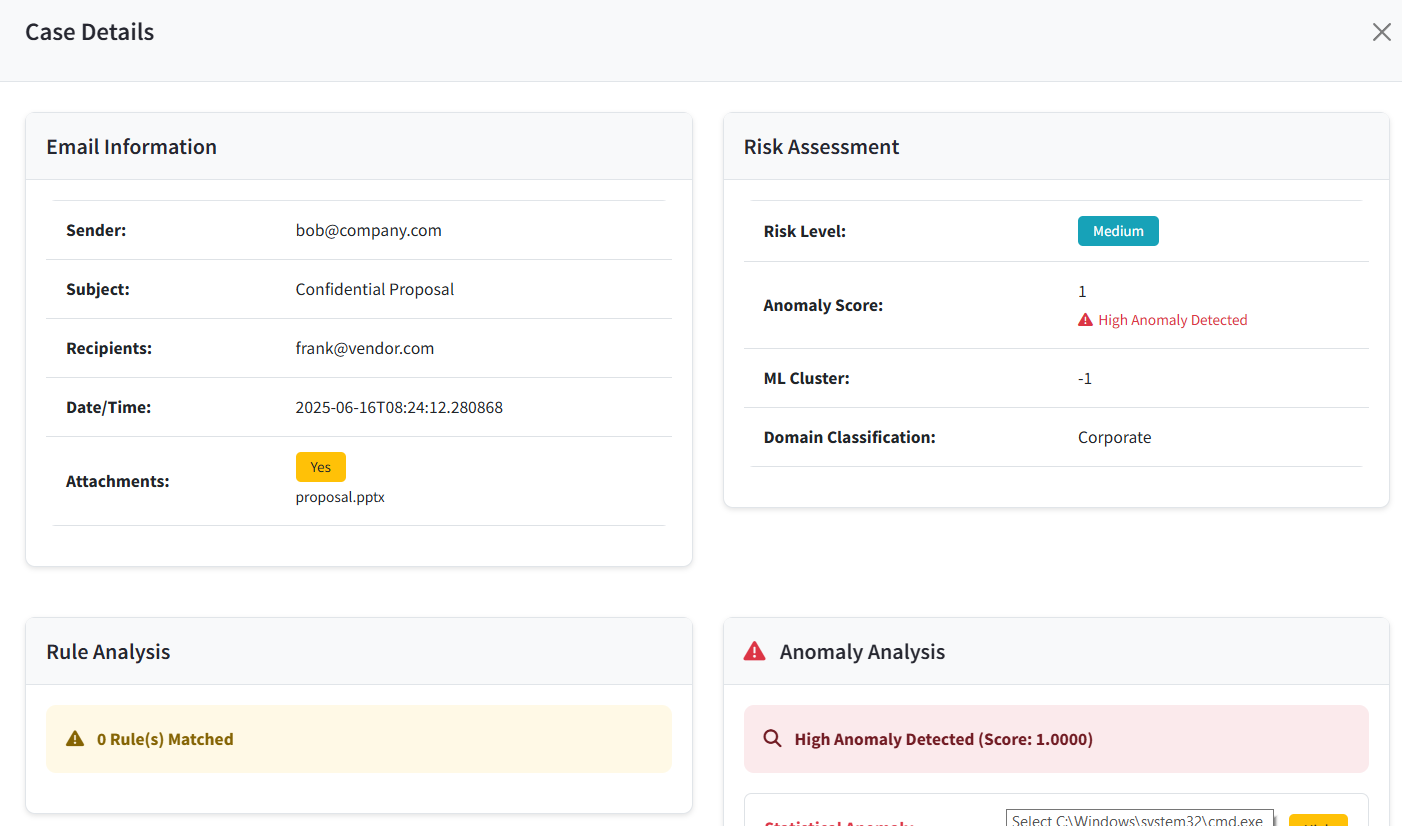 Case Details
Email Information
Sender: bob@company.com
Subject: Confidential Proposal
Recipients: frank@vendor.com
Date/Time: 2025-06-16T08:24:12.280868
Attachments: Yes
proposal.pptx
Risk Assessment
Risk Level: Medium
Anomaly Score: 1
High Anomaly Detected
ML Cluster: -1
Domain Classification: Corporate
Rule Analysis
0 Rule(s) Matched
Anomaly Analysis
High Anomaly Detected (Score: 1.0000)
Statistical Anomaly
Select C:\Windows\system32\cmd.exe